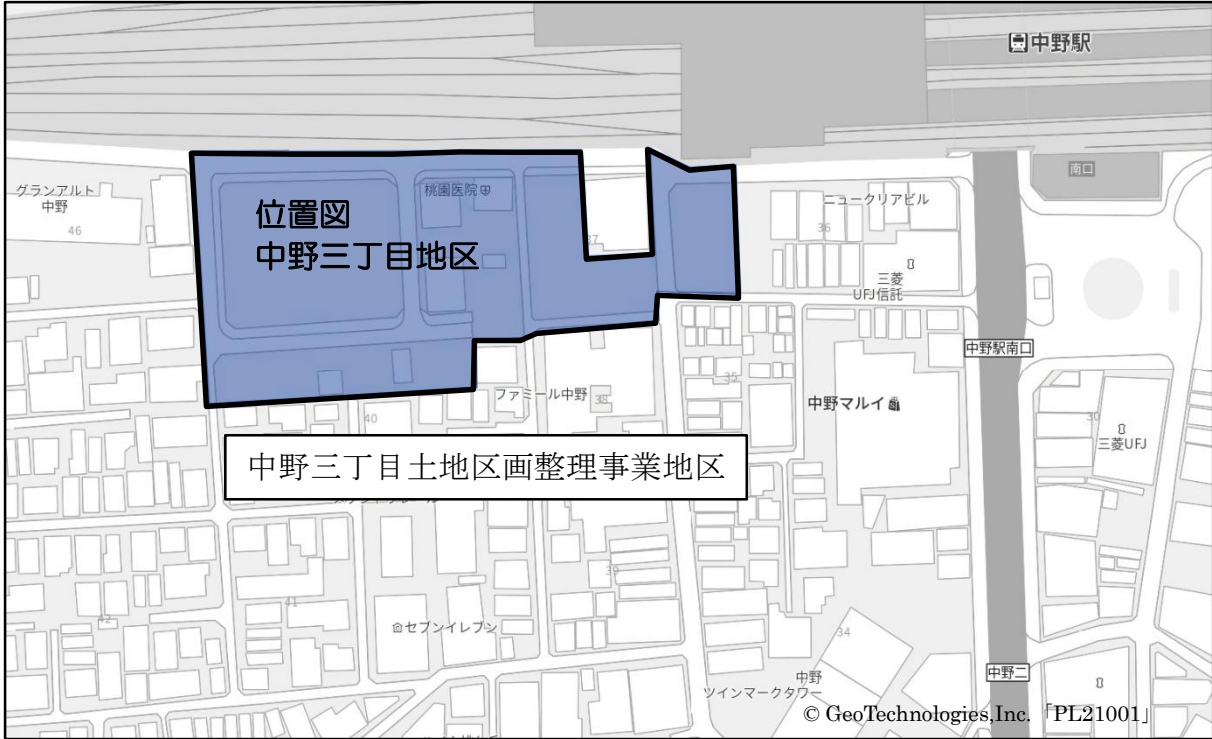 中野駅
南口
グランアルト
中野
46
桃園医院
位置図
中野三丁目地区
37
ニュークリアビル
36
三菱
UFJ信託
中野駅南口
35
中野マルイ
ファミール中野
38
40
30
三菱UFJ
中野三丁目土地区画整理事業地区
39
41
42
セブンイレブン
34
中野
ツインマークタワー
中野二
© GeoTechnologies,Inc.「PL21001」